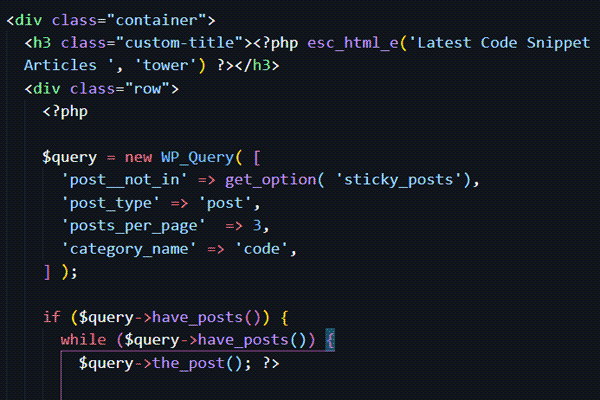 <div class="container">
<h3 class="custom-title"><?php esc_html_e('Latest Code Snippet
Articles ', 'tower') ?></h3>
<div class="row">
<?php
$query = new WP_Query( [
'post__not_in' => get_option( 'sticky_posts'),
'post_type' => 'post',
'posts_per_page'  => 3,
'category_name' => 'code',
] );
if ($query->have_posts()) {
while ($query->have_posts()) {
$query->the_post(); ?>